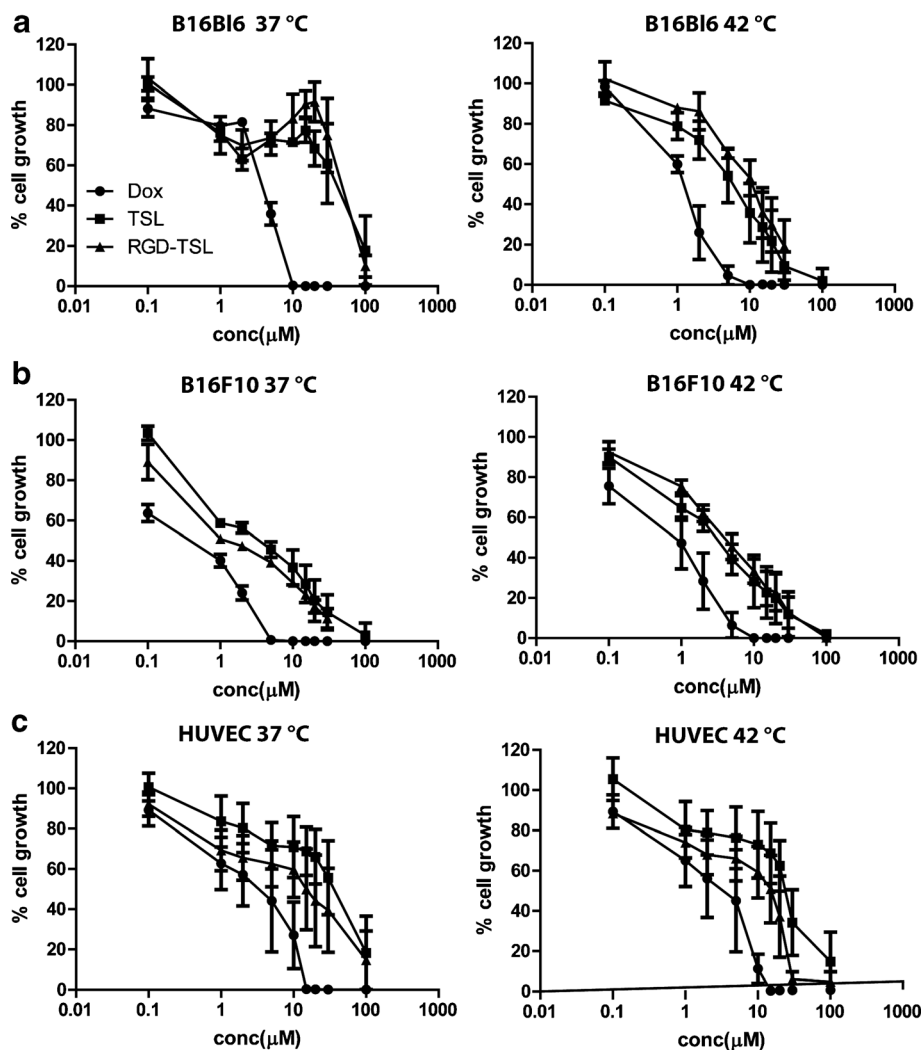 a
B16Bl6 37 °C
B16Bl6 42 °C
120
100
80
60
40
20
0
% cell growth
Dox
TSL
RGD-TSL
0.01 0.1 1 10 100 1000
conc(μM)
120
100
80
60
40
20
0
% cell growth
0.01 0.1 1 10 100 1000
conc(μM)
b
B16F10 37 °C
B16F10 42 °C
120
100
80
60
40
20
0
% cell growth
0.01 0.1 1 10 100 1000
conc(μM)
120
100
80
60
40
20
0
% cell growth
0.01 0.1 1 10 100 1000
conc(μM)
c
HUVEC 37 °C
HUVEC 42 °C
120
100
80
60
40
20
0
% cell growth
0.01 0.1 1 10 100 1000
conc(μM)
120
100
80
60
40
20
0
% cell growth
0.01 0.1 1 10 100 1000
conc(μM)